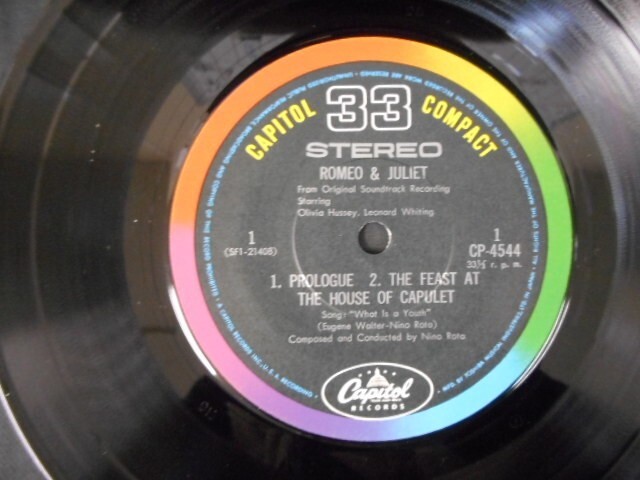 CAPITOL 33 COMPACT
STEREO
ROMEO & JULIET
From Original Soundtrack Recording
Starring
Olivia Hussey, Leonard Whiting
1
(SF1-21408)
1
CP-4544
33⅓ r. p. m.
1. PROLOGUE 2. THE FEAST AT
THE HOUSE OF CAPULET
Song: "What Is a Youth"
(Eugene Walter-Nino Rota)
Composed and Conducted by Nino Rota
Capitol
RECORDS